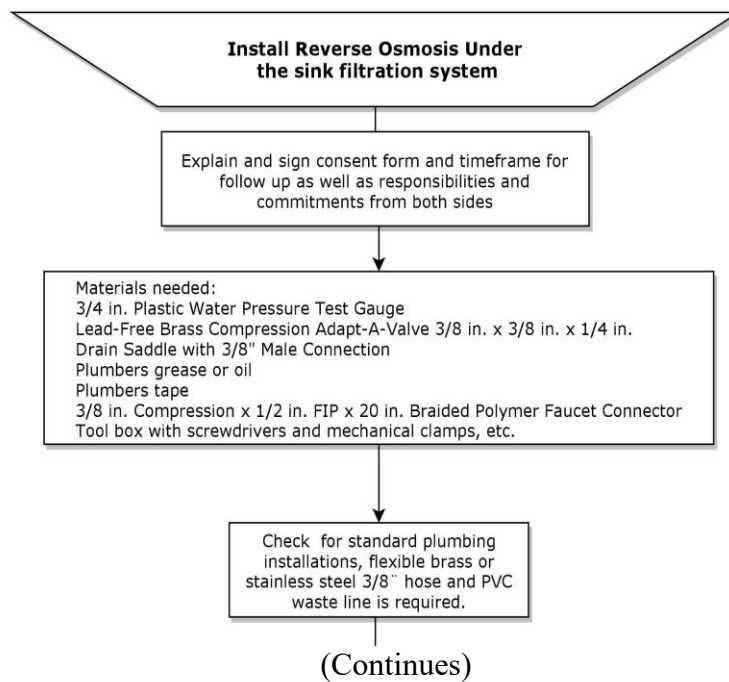 Install Reverse Osmosis Under
the sink filtration system
Explain and sign consent form and timeframe for
follow up as well as responsibilities and
commitments from both sides
Materials needed:
3/4 in. Plastic Water Pressure Test Gauge
Lead-Free Brass Compression Adapt-A-Valve 3/8 in. x 3/8 in. x 1/4 in.
Drain Saddle with 3/8" Male Connection
Plumbers grease or oil
Plumbers tape
3/8 in. Compression x 1/2 in. FIP x 20 in. Braided Polymer Faucet Connector
Tool box with screwdrivers and mechanical clamps, etc.
Check for standard plumbing
installations, flexible brass or
stainless steel 3/8¨ hose and PVC
waste line is required.
(Continues)